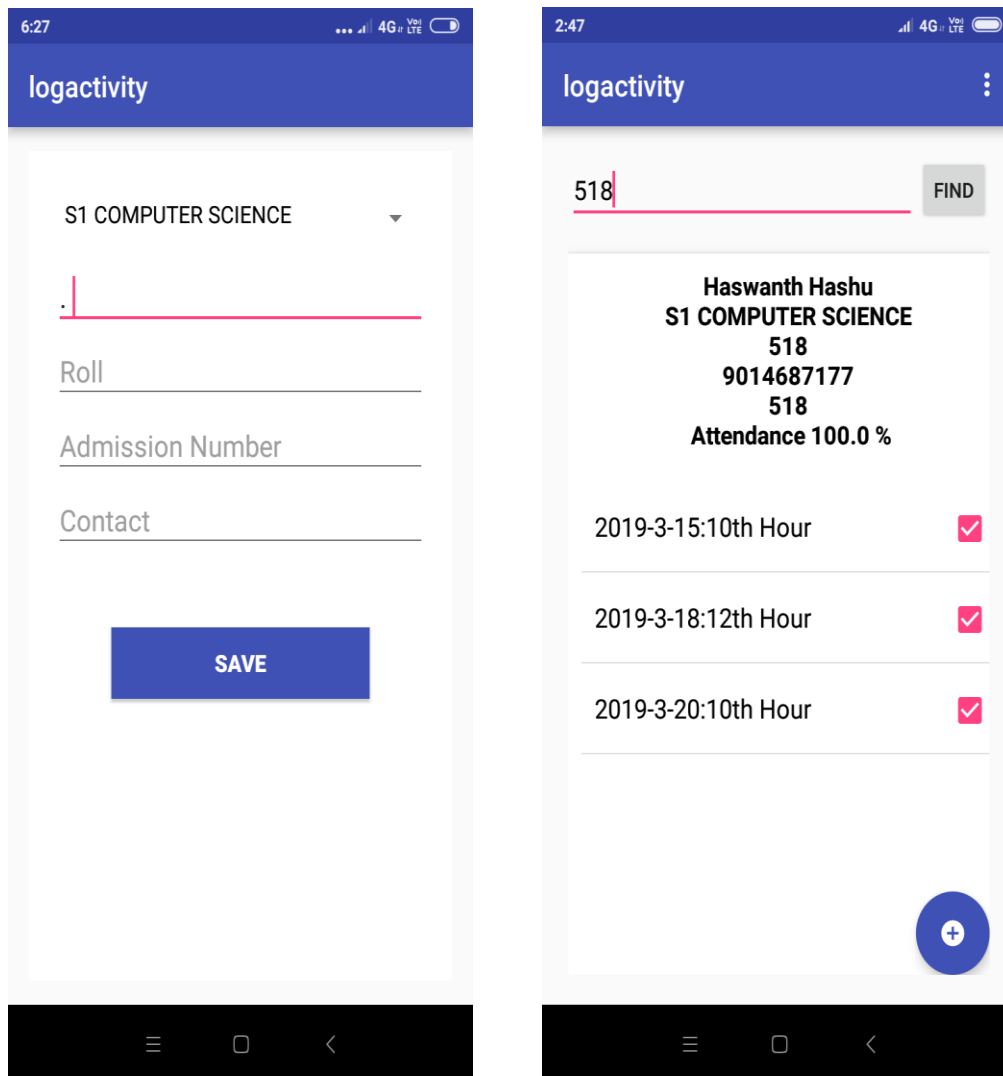 6:27
4G VoLTE
logactivity
S1 COMPUTER SCIENCE
.
Roll
Admission Number
Contact
SAVE
2:47
4G VoLTE
logactivity
518
FIND
Haswanth Hashu
S1 COMPUTER SCIENCE
518
9014687177
518
Attendance 100.0 %
2019-3-15:10th Hour
2019-3-18:12th Hour
2019-3-20:10th Hour